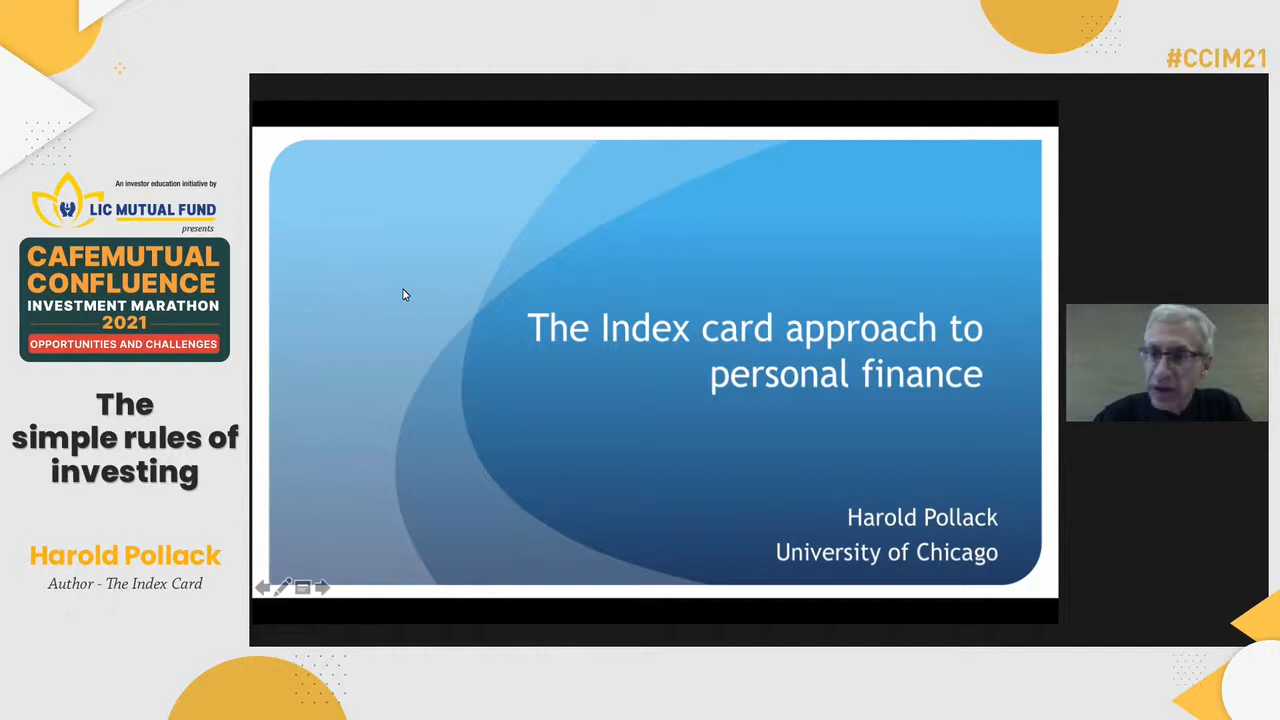 #CCIM21
An investor education initiative by
LIC MUTUAL FUND
presents
CAFEMUTUAL
CONFLUENCE
INVESTMENT MARATHON
2021
OPPORTUNITIES AND CHALLENGES
The
simple rules of
investing
Harold Pollack
Author - The Index Card
The Index card approach to
personal finance
Harold Pollack
University of Chicago